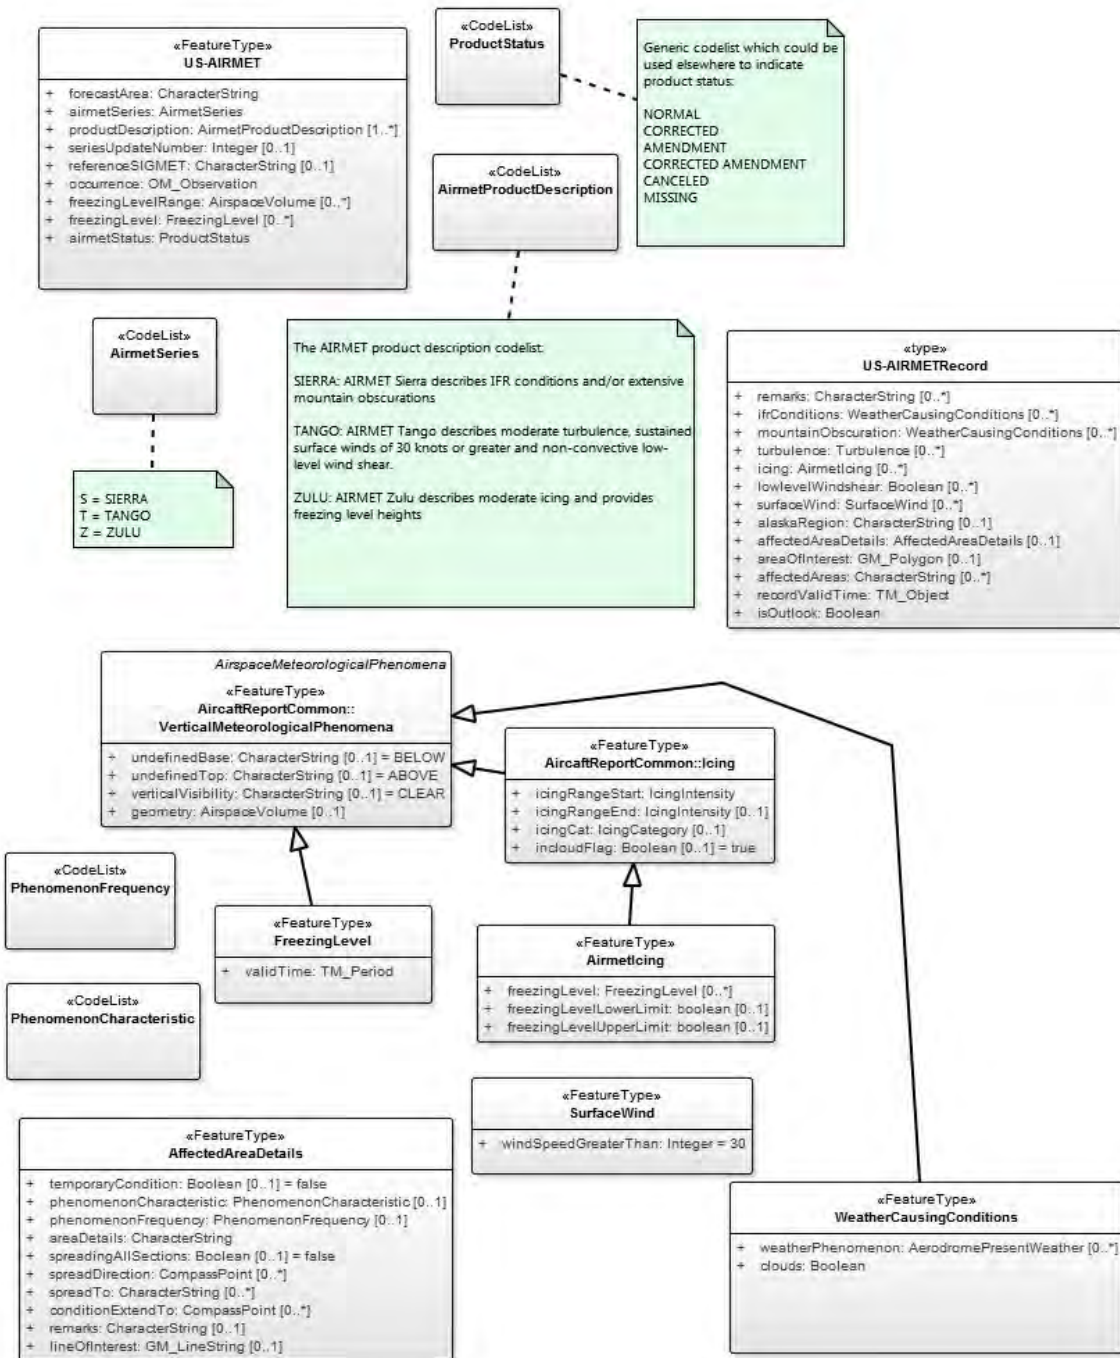 «FeatureType»
US-AIRMET
+ forecastArea: CharacterString
+ airmetSeries: AirmetSeries
+ productDescription: AirmetProductDescription [1..*]
+ seriesUpdateNumber: Integer [0..1]
+ referenceSIGMET: CharacterString [0..1]
+ occurrence: OM_Observation
+ freezingLevelRange: AirspaceVolume [0..*]
+ freezingLevel: FreezingLevel [0..*]
+ airmetStatus: ProductStatus
«CodeList»
ProductStatus
Generic codelist which could be
used elsewhere to indicate
product status:
NORMAL
CORRECTED
AMENDMENT
CORRECTED AMENDMENT
CANCELED
MISSING
«CodeList»
AirmetProductDescription
«CodeList»
AirmetSeries
S = SIERRA
T = TANGO
Z = ZULU
The AIRMET product description codelist:
SIERRA: AIRMET Sierra describes IFR conditions and/or extensive
mountain obscurations
TANGO: AIRMET Tango describes moderate turbulence, sustained
surface winds of 30 knots or greater and non-convective low-
level wind shear.
ZULU: AIRMET Zulu describes moderate icing and provides
freezing level heights
«type»
US-AIRMETRecord
+ remarks: CharacterString [0..*]
+ ifrConditions: WeatherCausingConditions [0..*]
+ mountainObscuration: WeatherCausingConditions [0..*]
+ turbulence: Turbulence [0..*]
+ icing: AirmetIcing [0..*]
+ lowlevelWindshear: Boolean [0..*]
+ surfaceWind: SurfaceWind [0..*]
+ alaskaRegion: CharacterString [0..1]
+ affectedAreaDetails: AffectedAreaDetails [0..1]
+ areaOfInterest: GM_Polygon [0..1]
+ affectedAreas: CharacterString [0..*]
+ recordValidTime: TM_Object
+ isOutlook: Boolean
AirspaceMeteorologicalPhenomena
«FeatureType»
AircaftReportCommon::
VerticalMeteorologicalPhenomena
+ undefinedBase: CharacterString [0..1] = BELOW
+ undefinedTop: CharacterString [0..1] = ABOVE
+ verticalVisibility: CharacterString [0..1] = CLEAR
+ geometry: AirspaceVolume [0..1]
«FeatureType»
AircaftReportCommon::Icing
+ icingRangeStart: IcingIntensity
+ icingRangeEnd: IcingIntensity [0..1]
+ icingCat: IcingCategory [0..1]
+ incloudFlag: Boolean [0..1] = true
«CodeList»
PhenomenonFrequency
«FeatureType»
FreezingLevel
+ validTime: TM_Period
«FeatureType»
AirmetIcing
+ freezingLevel: FreezingLevel [0..*]
+ freezingLevelLowerLimit: boolean [0..1]
+ freezingLevelUpperLimit: boolean [0..1]
«CodeList»
PhenomenonCharacteristic
«FeatureType»
SurfaceWind
+ windSpeedGreaterThan: Integer = 30
«FeatureType»
AffectedAreaDetails
+ temporaryCondition: Boolean [0..1] = false
+ phenomenonCharacteristic: PhenomenonCharacteristic [0..1]
+ phenomenonFrequency: PhenomenonFrequency [0..1]
+ areaDetails: CharacterString
+ spreadingAllSections: Boolean [0..1] = false
+ spreadDirection: CompassPoint [0..*]
+ spreadTo: CharacterString [0..*]
+ conditionExtendTo: CompassPoint [0..*]
+ remarks: CharacterString [0..1]
+ lineOfInterest: GM_LineString [0..1]
«FeatureType»
WeatherCausingConditions
+ weatherPhenomenon: AerodromePresentWeather [0..*]
+ clouds: Boolean